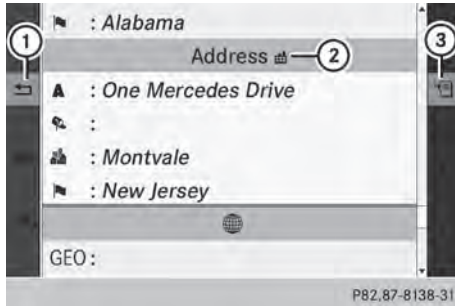 : Alabama
1
3
Address
2
A : One Mercedes Drive
:
: Montvale
: New Jersey
GEO :
P82.87-8138-31